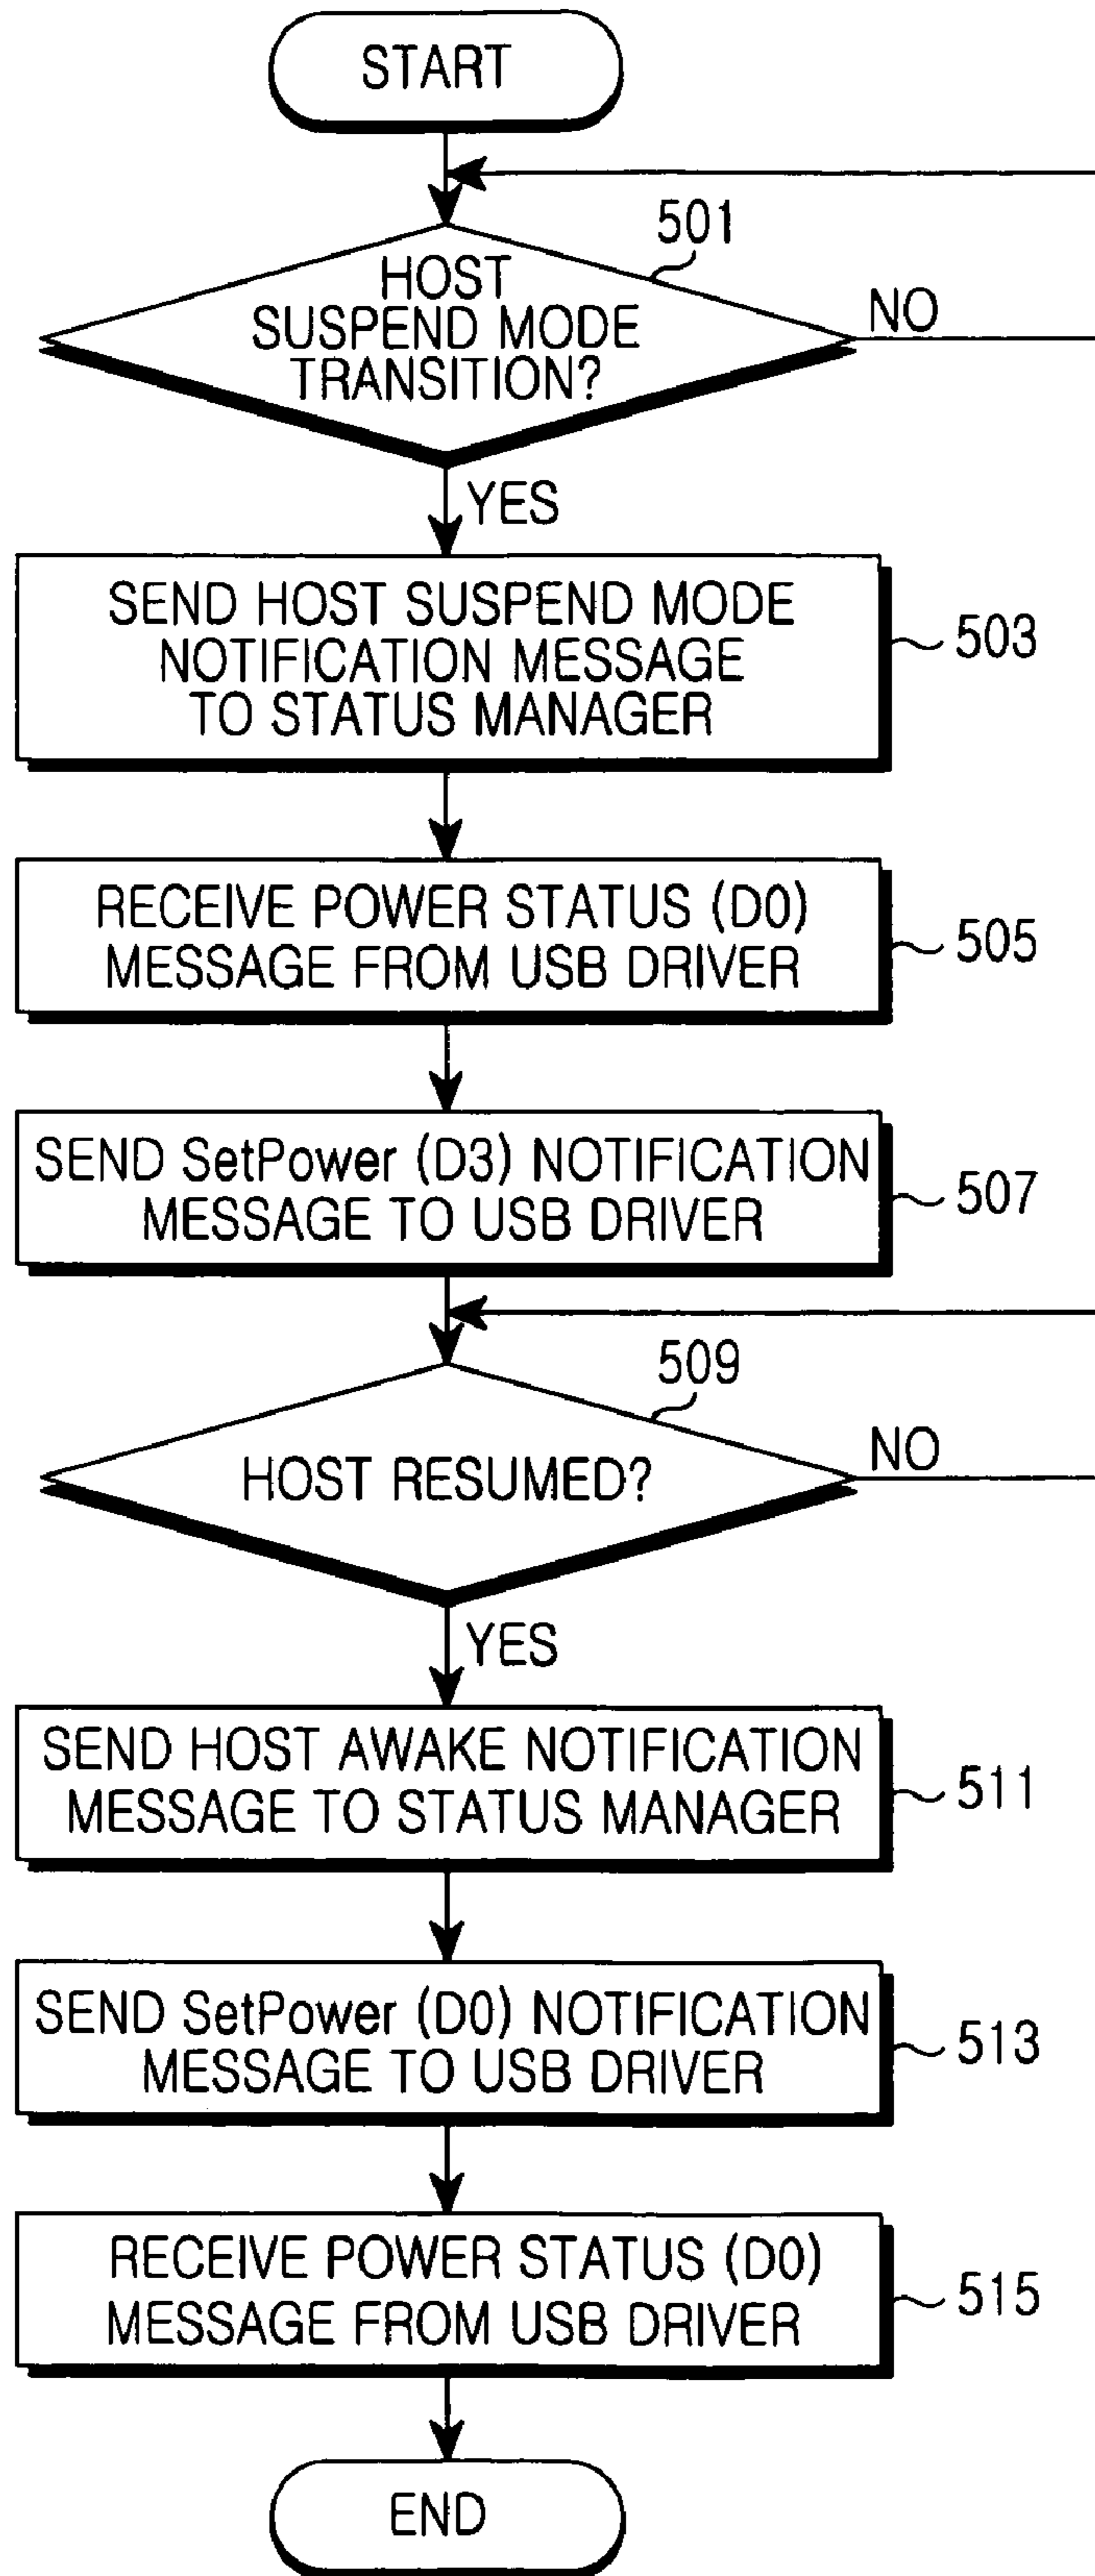 START
501
HOST
SUSPEND MODE
TRANSITION?
NO
YES
SEND HOST SUSPEND MODE
NOTIFICATION MESSAGE
TO STATUS MANAGER
503
RECEIVE POWER STATUS (D0)
MESSAGE FROM USB DRIVER
505
SEND SetPower (D3) NOTIFICATION
MESSAGE TO USB DRIVER
507
509
HOST RESUMED?
NO
YES
SEND HOST AWAKE NOTIFICATION
MESSAGE TO STATUS MANAGER
511
SEND SetPower (D0) NOTIFICATION
MESSAGE TO USB DRIVER
513
RECEIVE POWER STATUS (D0)
MESSAGE FROM USB DRIVER
515
END